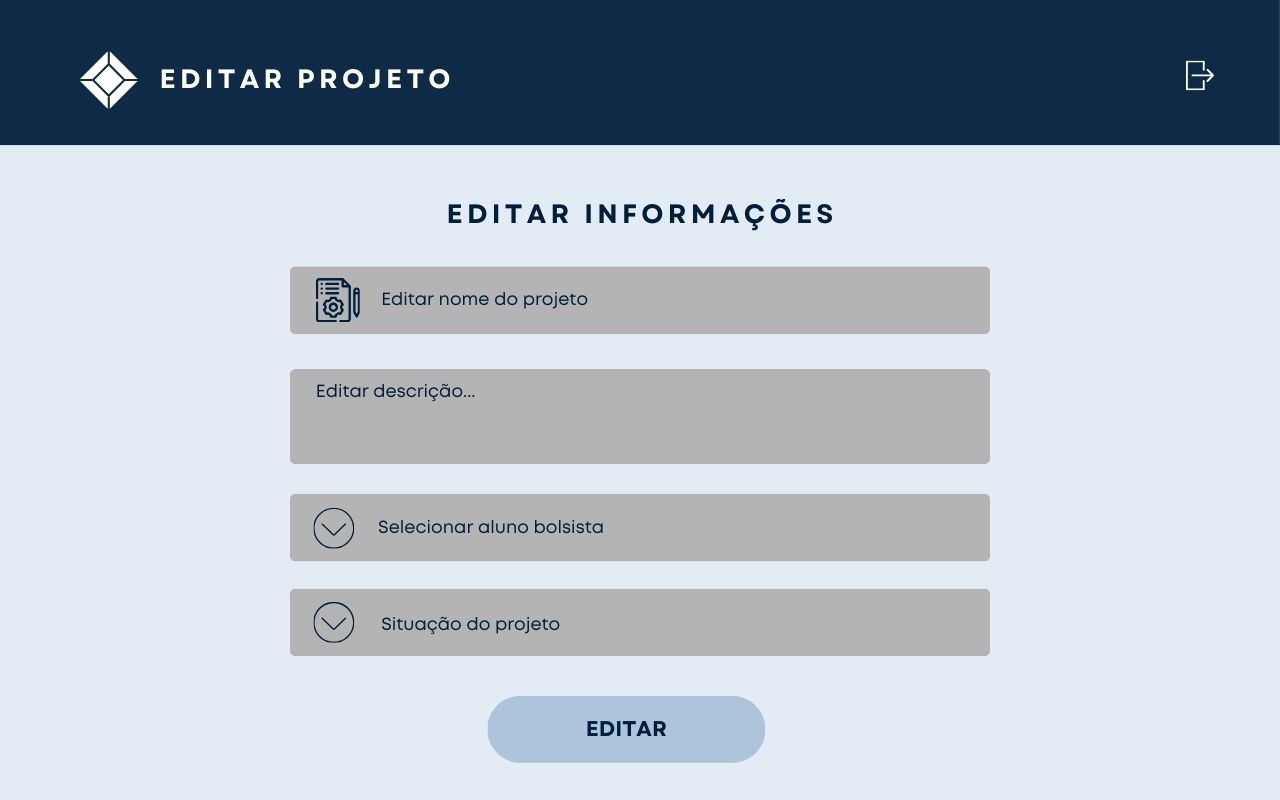 EDITAR PROJETO
EDITAR INFORMAÇÕES
Editar nome do projeto
Editar descrição...
Selecionar aluno bolsista
Situação do projeto
EDITAR